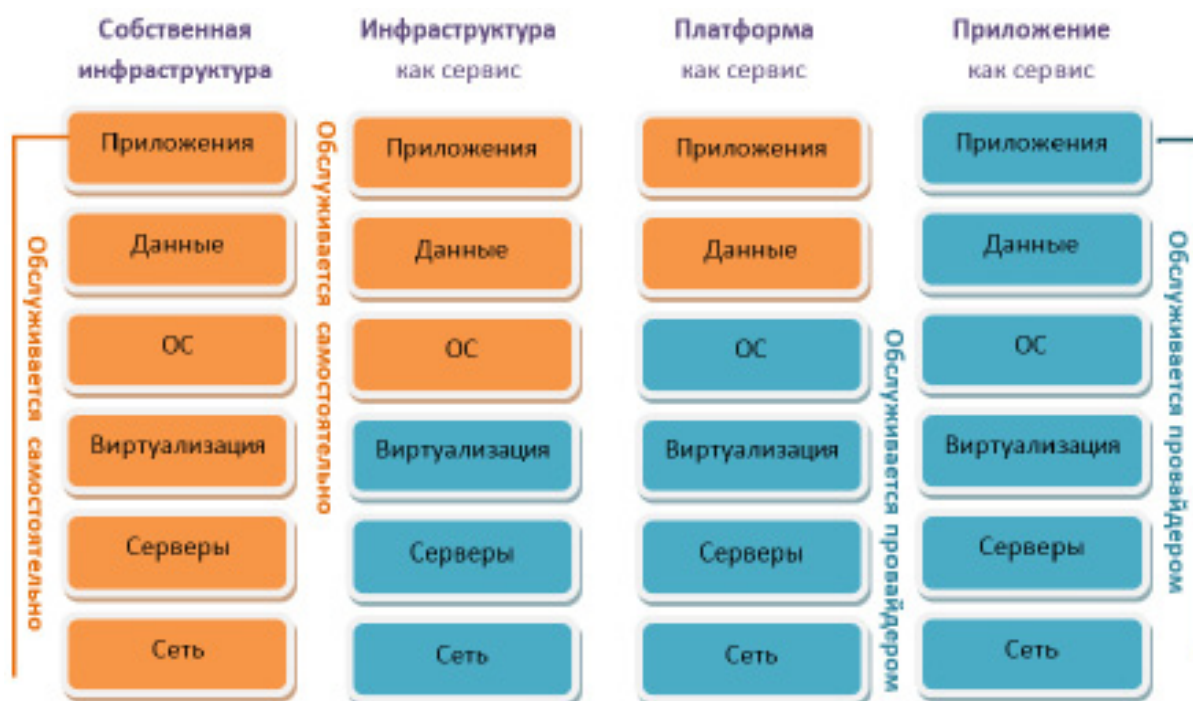 Собственная
инфраструктура
Инфраструктура
как сервис
Платформа
как сервис
Приложение
как сервис
Приложения
Приложения
Приложения
Приложения
Данные
Данные
Данные
Данные
ОС
ОС
ОС
ОС
Виртуализация
Виртуализация
Виртуализация
Виртуализация
Серверы
Серверы
Серверы
Серверы
Сеть
Сеть
Сеть
Сеть
Обслуживается самостоятельно
Обслуживается самостоятельно
Обслуживается провайдером
Обслуживается провайдером